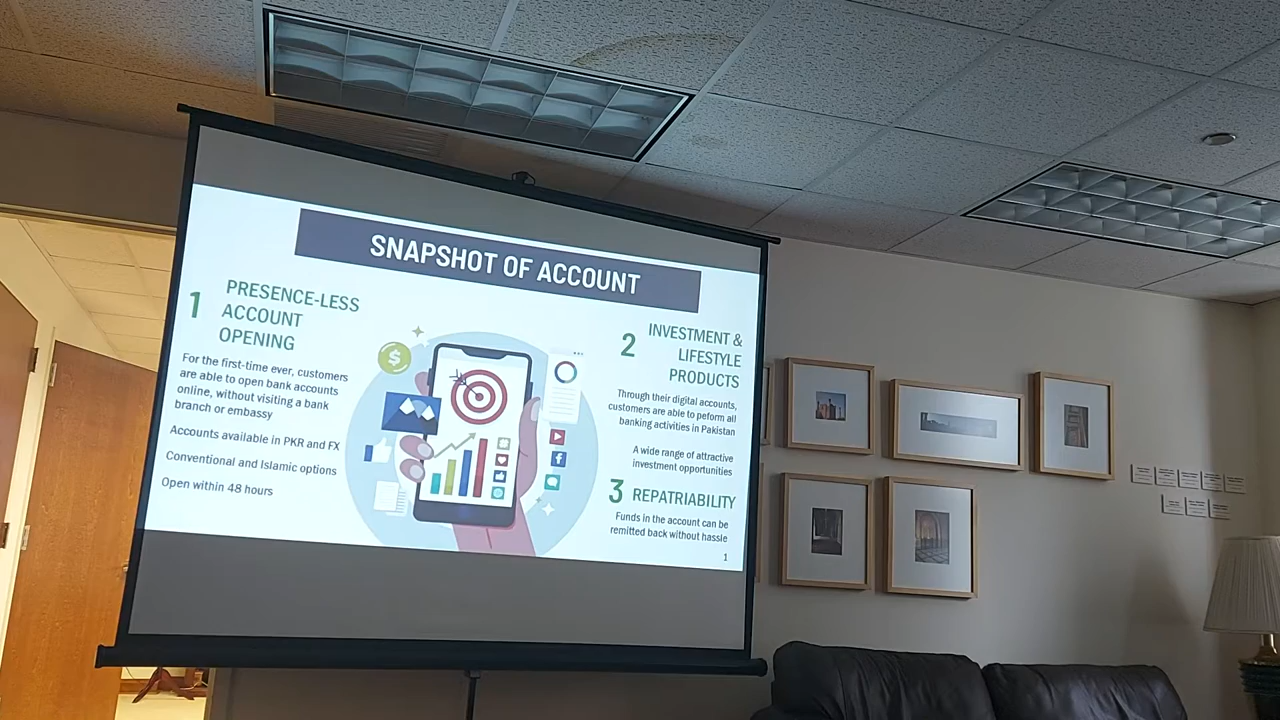 SNAPSHOT OF ACCOUNT
1
PRESENCE-LESS
ACCOUNT
OPENING
For the first-time ever, customers
are able to open bank accounts
online, without visiting a bank
branch or embassy
Accounts available in PKR and FX
Conventional and Islamic options
Open within 48 hours
2
INVESTMENT &
LIFESTYLE
PRODUCTS
Through their digital accounts,
customers are able to peform all
banking activities in Pakistan
A wide range of attractive
investment opportunities
3 REPATRIABILITY
Funds in the account can be
remitted back without hassle
1